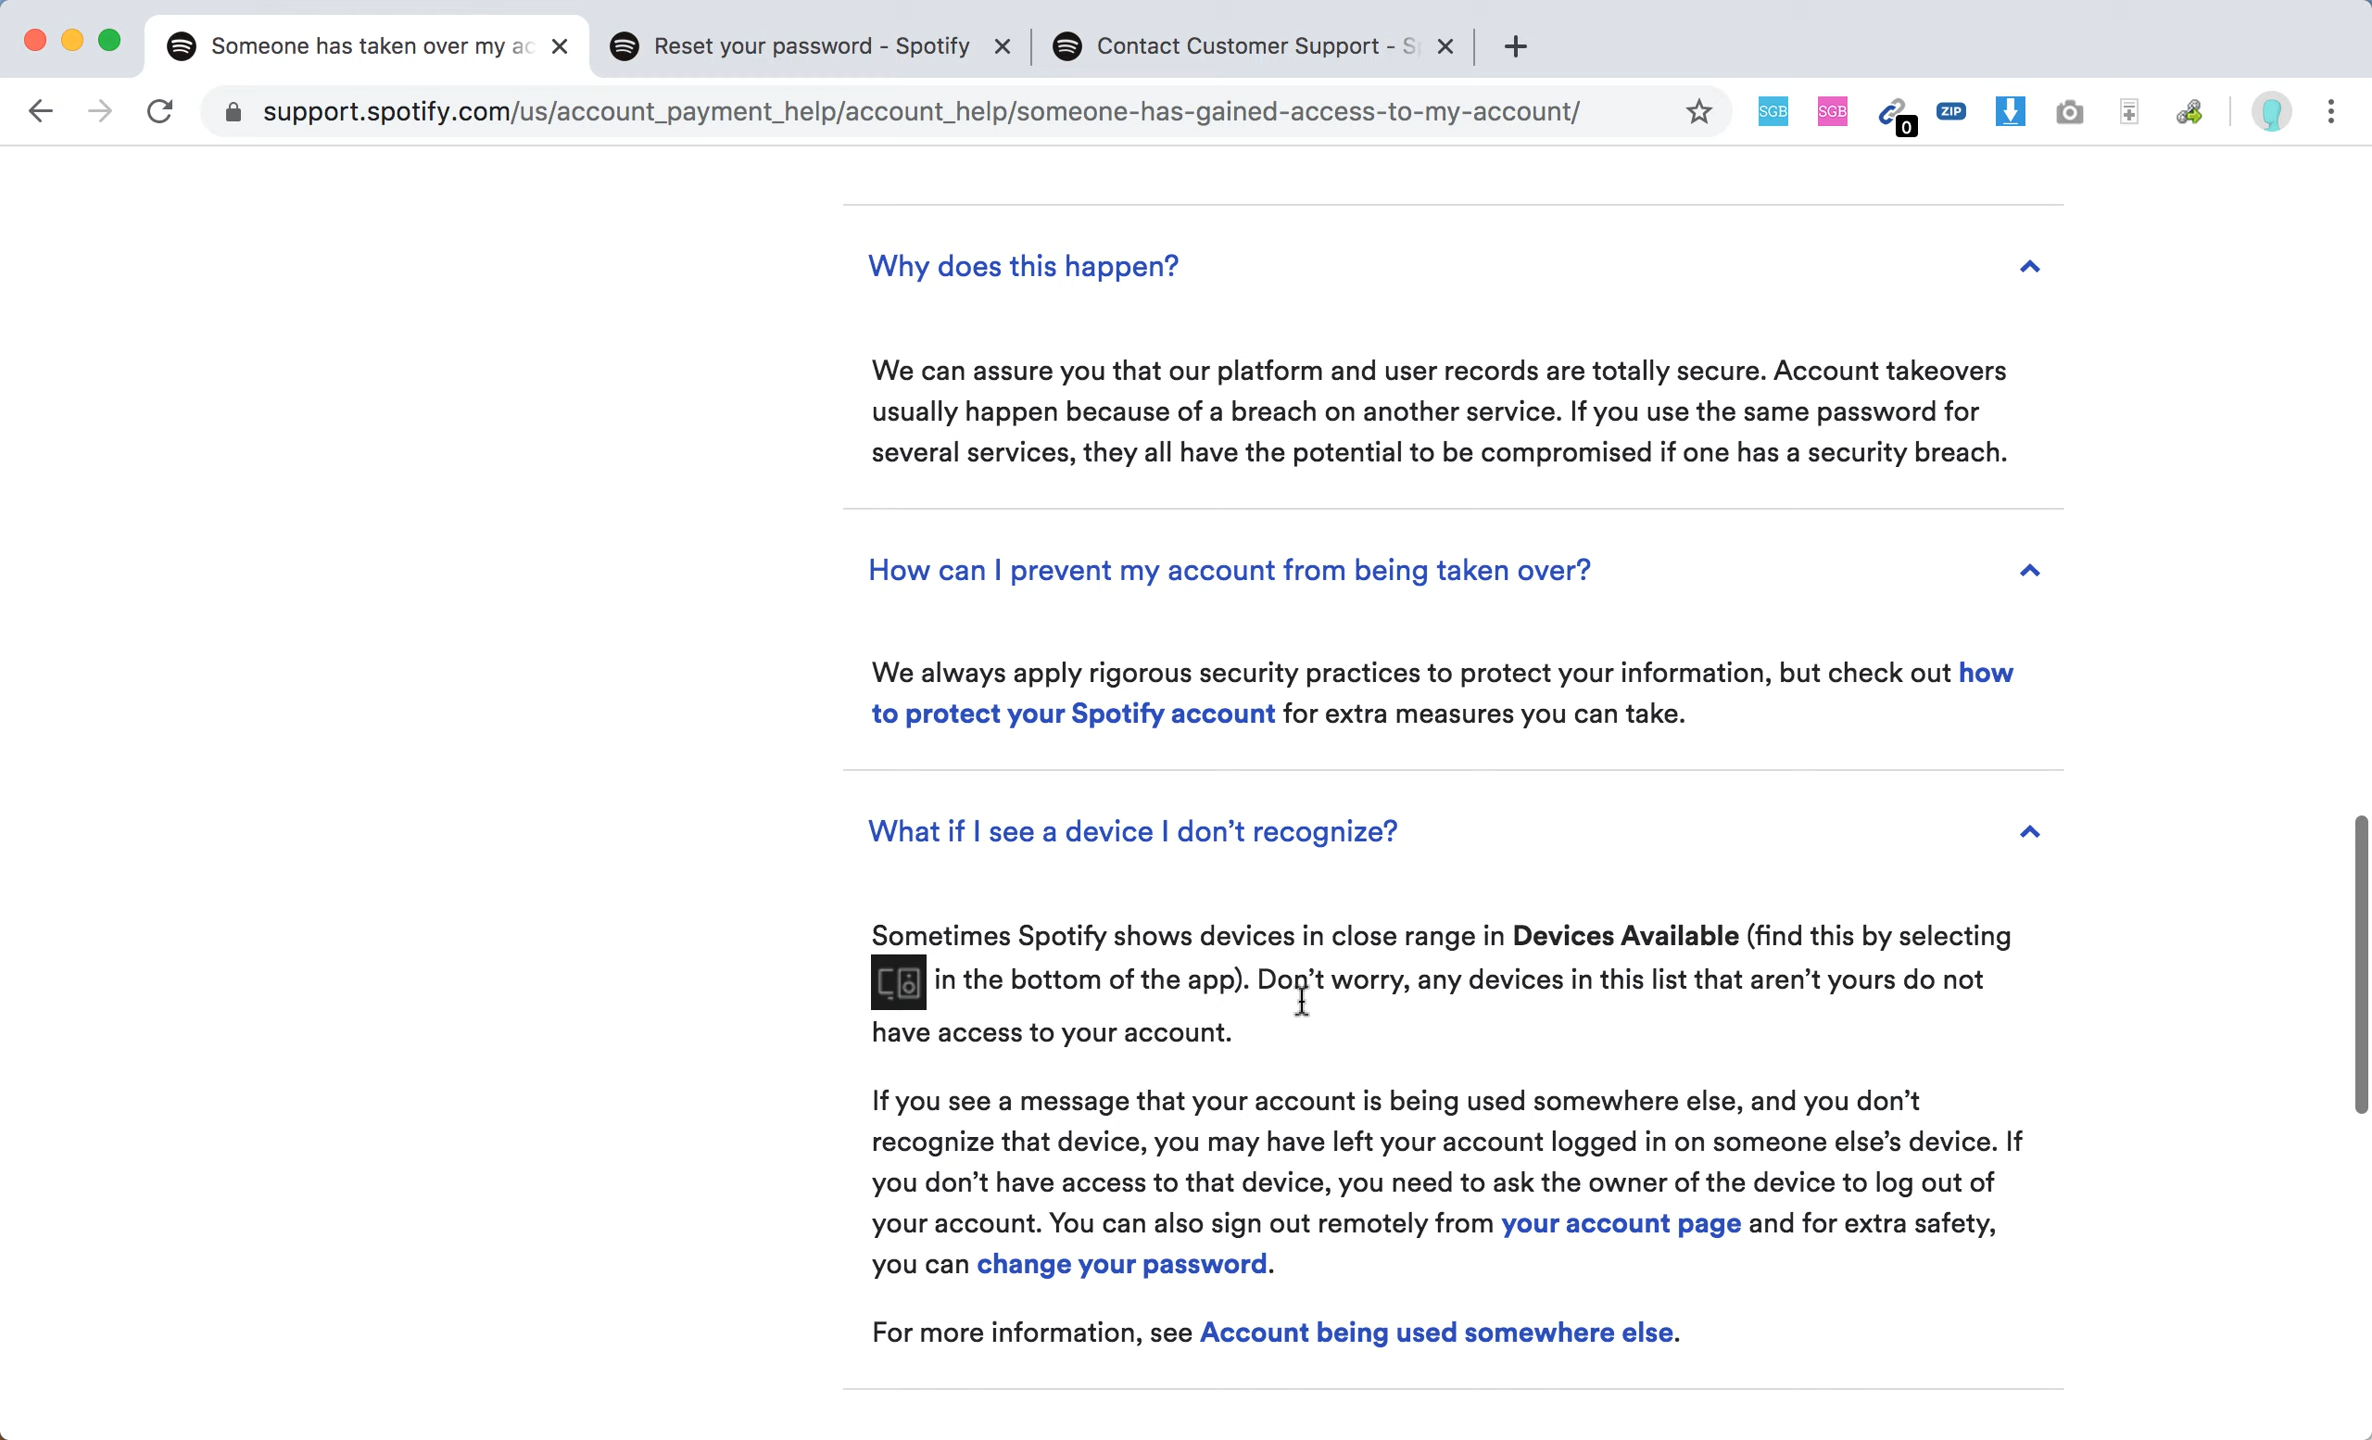 Someone has taken over my ac
Reset your password - Spotify
Contact Customer Support - S
support.spotify.com/us/account_payment_help/account_help/someone-has-gained-access-to-my-account/
SGB
SGB
0
ZIP
Why does this happen?
We can assure you that our platform and user records are totally secure. Account takeovers
usually happen because of a breach on another service. If you use the same password for
several services, they all have the potential to be compromised if one has a security breach.
How can I prevent my account from being taken over?
We always apply rigorous security practices to protect your information, but check out how
to protect your Spotify account for extra measures you can take.
What if I see a device I don’t recognize?
Sometimes Spotify shows devices in close range in Devices Available (find this by selecting
in the bottom of the app). Don’t worry, any devices in this list that aren’t yours do not
have access to your account.
If you see a message that your account is being used somewhere else, and you don’t
recognize that device, you may have left your account logged in on someone else’s device. If
you don’t have access to that device, you need to ask the owner of the device to log out of
your account. You can also sign out remotely from your account page and for extra safety,
you can change your password.
For more information, see Account being used somewhere else.